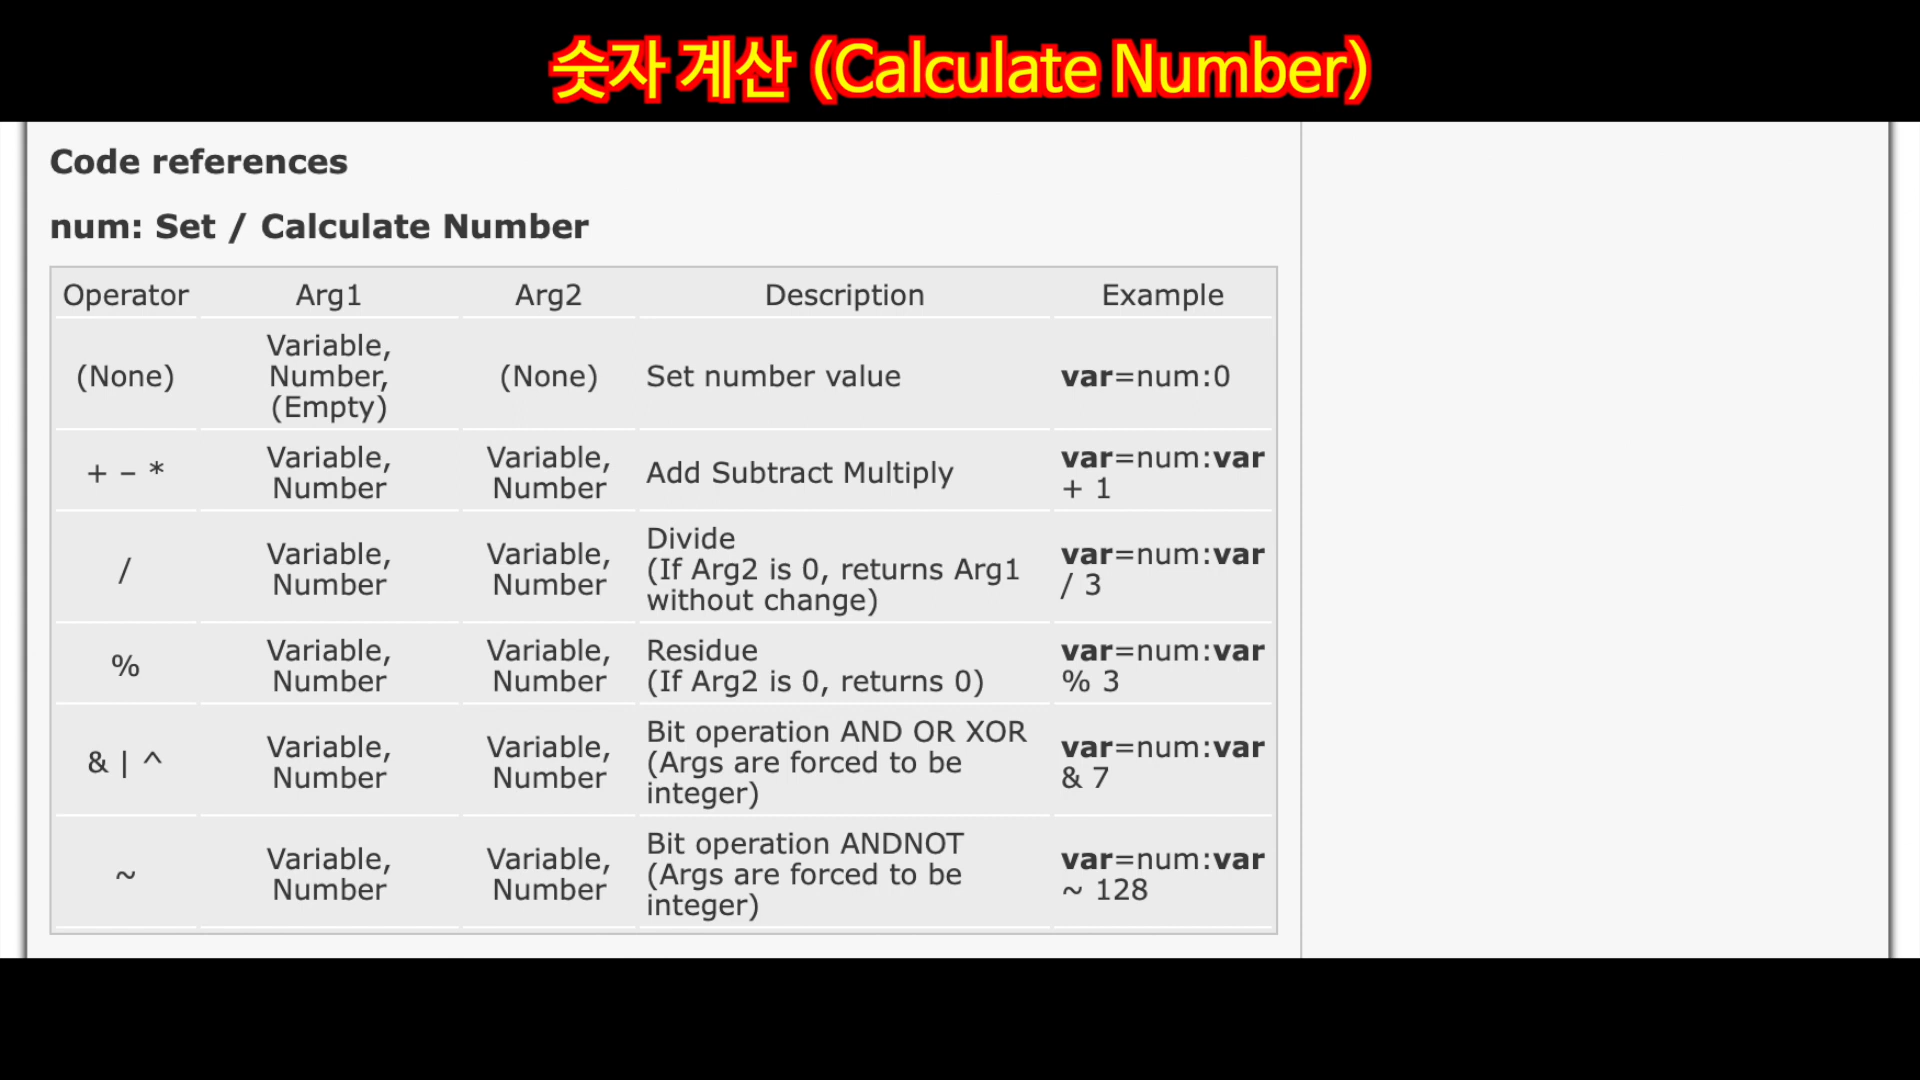 숫자 계산 (Calculate Number)
Code references
num: Set / Calculate Number
Operator Arg1 Arg2 Description Example
(None) Variable, Number, (Empty) (None) Set number value var=num:0
+ − * Variable, Number Variable, Number Add Subtract Multiply var=num:var + 1
/ Variable, Number Variable, Number Divide (If Arg2 is 0, returns Arg1 without change) var=num:var / 3
% Variable, Number Variable, Number Residue (If Arg2 is 0, returns 0) var=num:var % 3
& | ^ Variable, Number Variable, Number Bit operation AND OR XOR (Args are forced to be integer) var=num:var & 7
~ Variable, Number Variable, Number Bit operation ANDNOT (Args are forced to be integer) var=num:var ~ 128